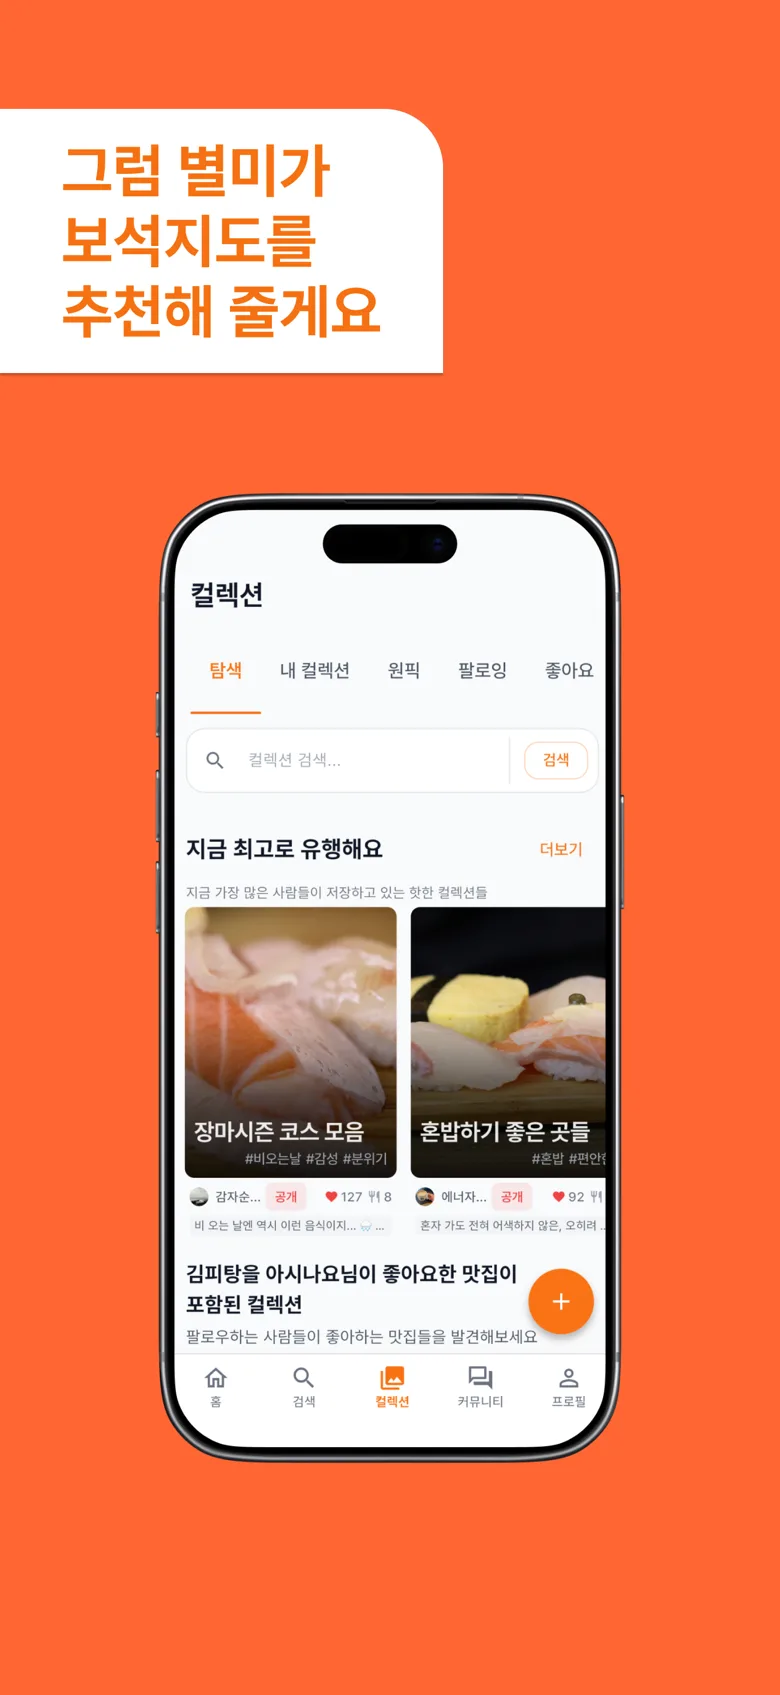 그럼 별미가
보석지도를
추천해 줄게요
컬렉션
탐색 내 컬렉션 원픽 팔로잉 좋아요
컬렉션 검색... 검색
지금 최고로 유행해요 더보기
지금 가장 많은 사람들이 저장하고 있는 핫한 컬렉션들
장마시즌 코스 모음
#비오는날 #감성 #분위기
혼밥하기 좋은 곳들
#혼밥 #편안한
감자순... 공개 127 8
에너자... 공개 92
비 오는 날엔 역시 이런 음식이지... 🌧️ ...
혼자 가도 전혀 어색하지 않은, 오히려 ..
김피탕을 아시나요님이 좋아요한 맛집이
포함된 컬렉션
팔로우하는 사람들이 좋아하는 맛집들을 발견해보세요
+
홈 검색 컬렉션 커뮤니티 프로필